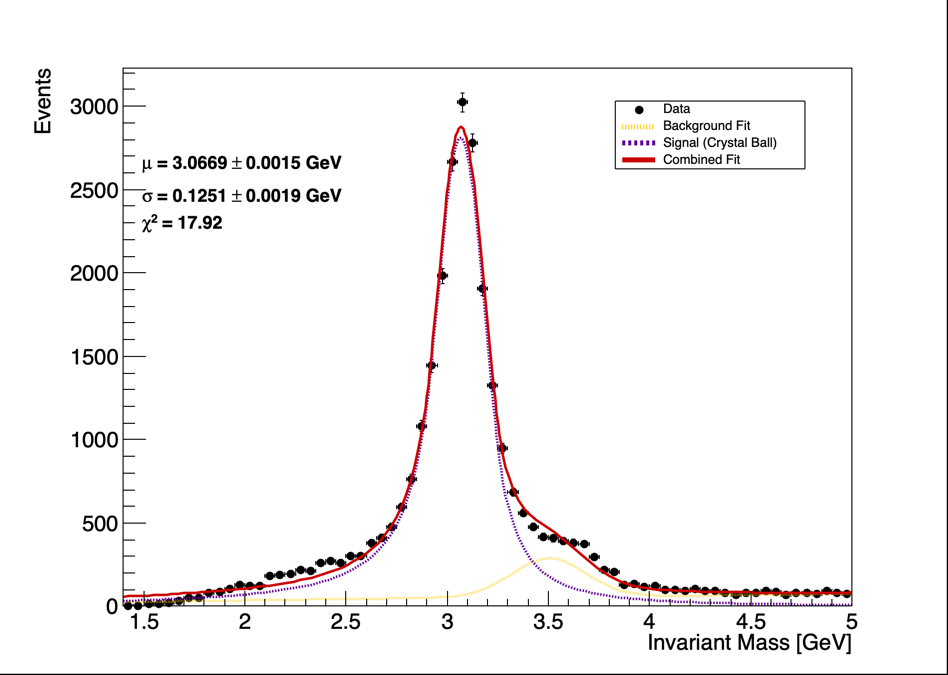 Events
3000
2500
2000
1500
1000
500
0
μ = 3.0669 ± 0.0015 GeV
σ = 0.1251 ± 0.0019 GeV
χ² = 17.92
Data
Background Fit
Signal (Crystal Ball)
Combined Fit
1.5 2 2.5 3 3.5 4 4.5 5
Invariant Mass [GeV]